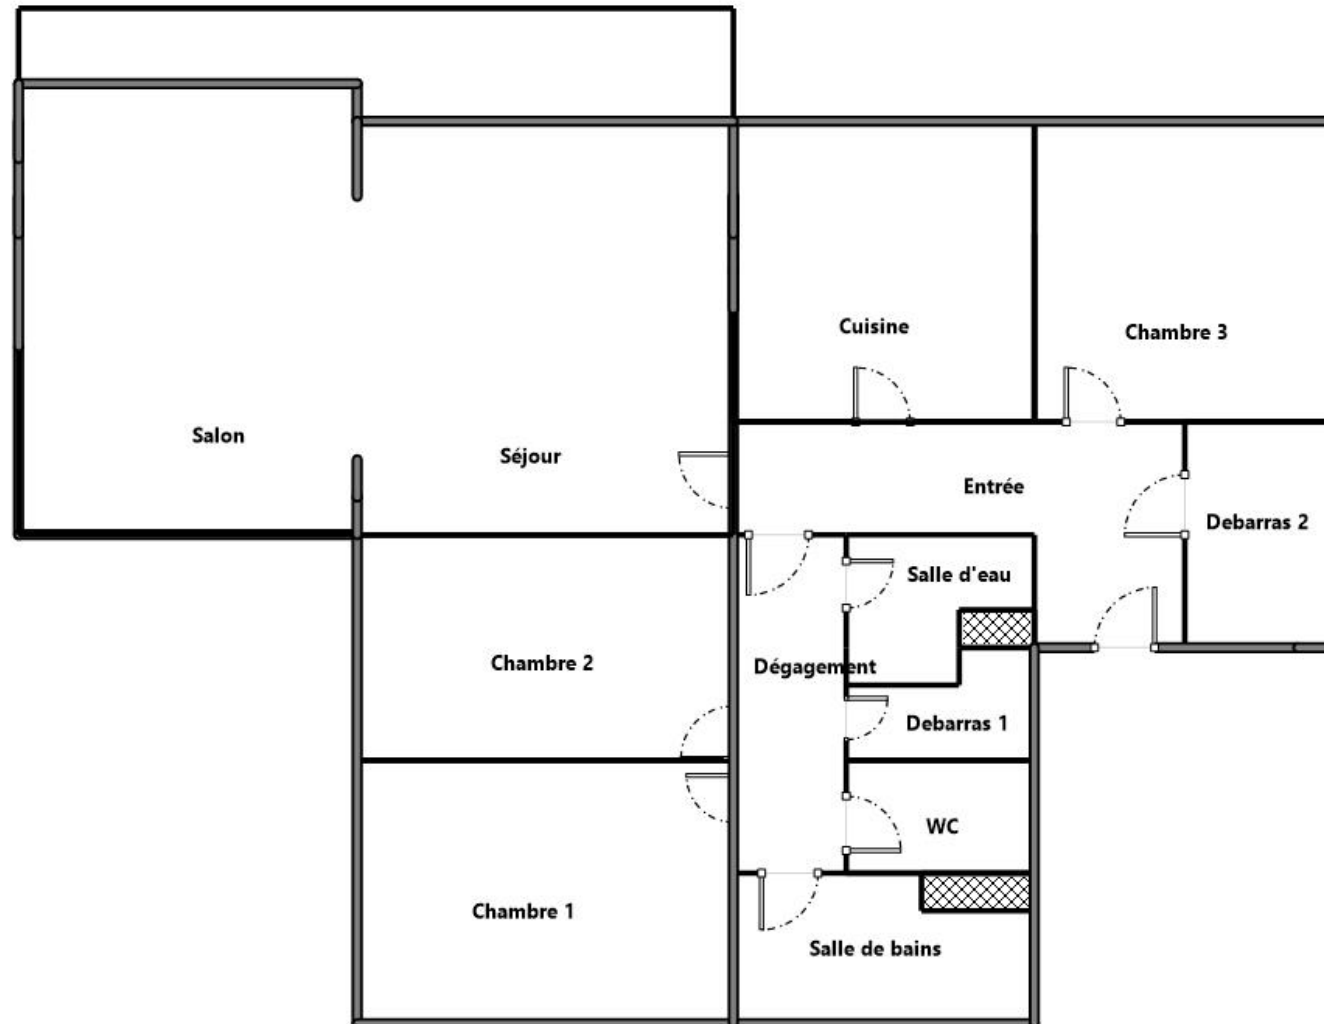 Cuisine
Chambre 3
Salon
Séjour
Entrée
Debarras 2
Salle d'eau
Chambre 2
Dégagement
Debarras 1
WC
Chambre 1
Salle de bains